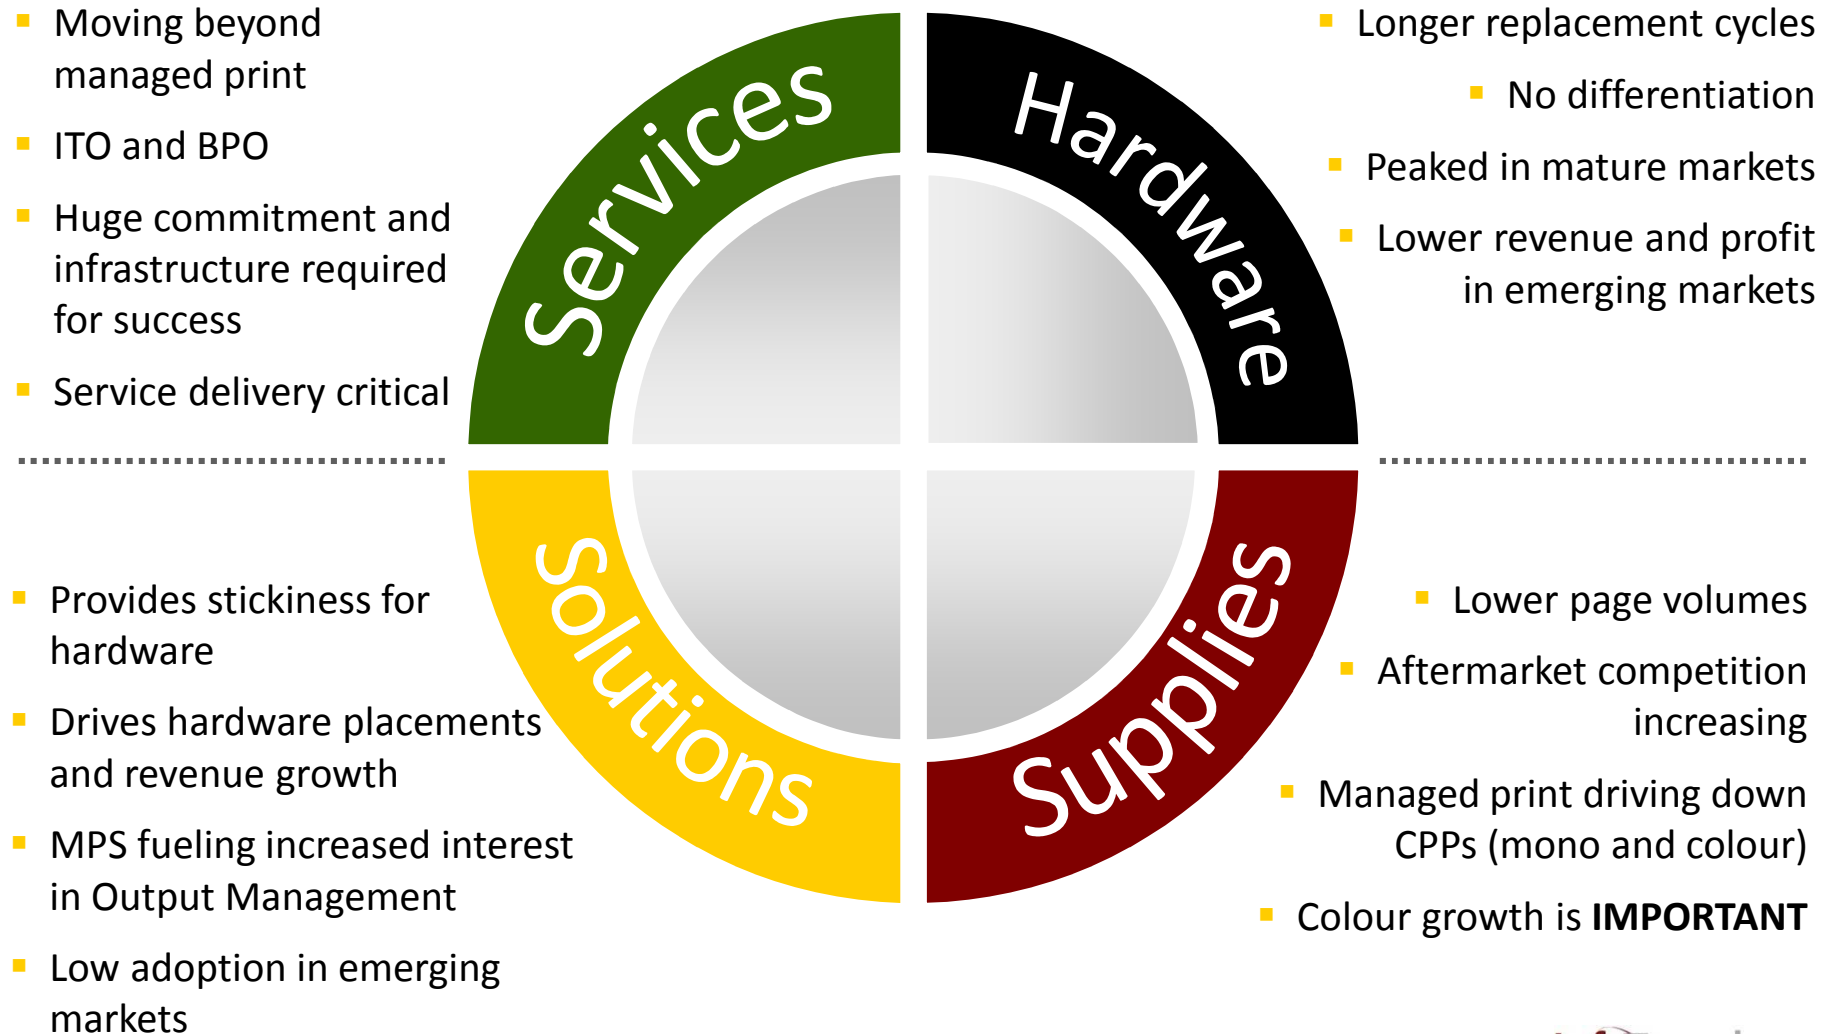 Moving beyond
managed print
ITO and BPO
Huge commitment and
infrastructure required
for success
Service delivery critical
Services
Hardware
Longer replacement cycles
No differentiation
Peaked in mature markets
Lower revenue and profit
in emerging markets
Provides stickiness for
hardware
Drives hardware placements
and revenue growth
MPS fueling increased interest
in Output Management
Low adoption in emerging
markets
Solutions
Supplies
Lower page volumes
Aftermarket competition
increasing
Managed print driving down
CPPs (mono and colour)
Colour growth is IMPORTANT